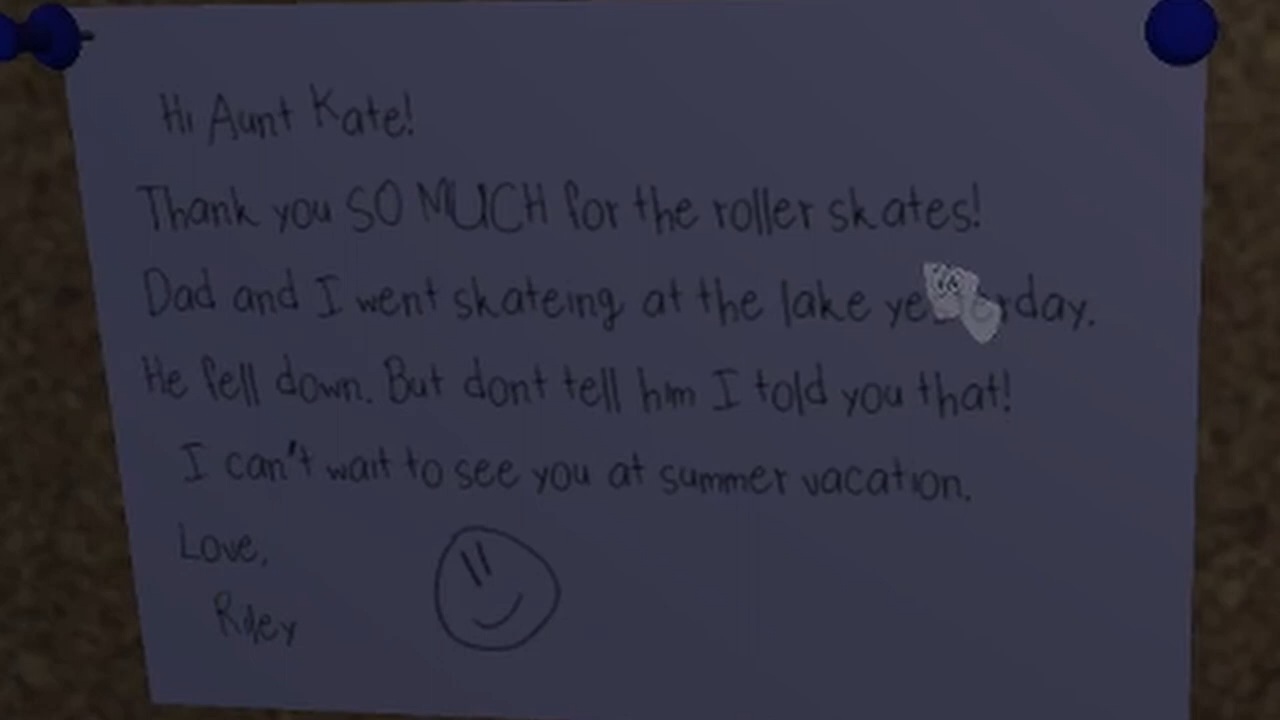 Hi Aunt Kate!
Thank you SO MUCH for the roller skates!
Dad and I went skateing at the lake yesterday.
He fell down. But dont tell him I told you that!
I can't wait to see you at summer vacation.
Love,
Riley